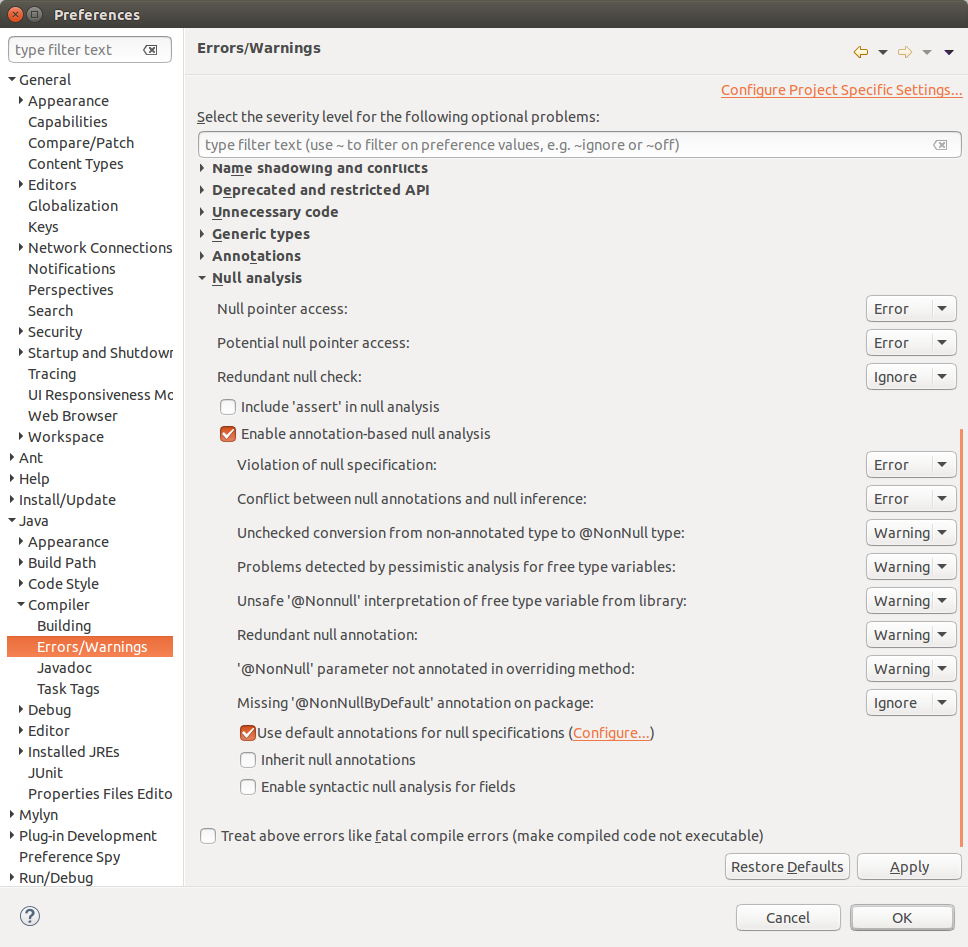 Preferences
type filter text
General
Appearance
Capabilities
Compare/Patch
Content Types
Editors
Globalization
Keys
Network Connections
Notifications
Perspectives
Search
Security
Startup and Shutdown
Tracing
UI Responsiveness Mo
Web Browser
Workspace
Ant
Help
Install/Update
Java
Appearance
Build Path
Code Style
Compiler
Building
Errors/Warnings
Javadoc
Task Tags
Debug
Editor
Installed JREs
JUnit
Properties Files Edito
Mylyn
Plug-in Development
Preference Spy
Run/Debug
Errors/Warnings
Configure Project Specific Settings...
Select the severity level for the following optional problems:
type filter text (use ~ to filter on preference values, e.g. ~ignore or ~off)
Name shadowing and conflicts
Deprecated and restricted API
Unnecessary code
Generic types
Annotations
Null analysis
Null pointer access: Error
Potential null pointer access: Error
Redundant null check: Ignore
Include 'assert' in null analysis
Enable annotation-based null analysis
Violation of null specification: Error
Conflict between null annotations and null inference: Error
Unchecked conversion from non-annotated type to @NonNull type: Warning
Problems detected by pessimistic analysis for free type variables: Warning
Unsafe '@Nonnull' interpretation of free type variable from library: Warning
Redundant null annotation: Warning
'@NonNull' parameter not annotated in overriding method: Warning
Missing '@NonNullByDefault' annotation on package: Ignore
Use default annotations for null specifications (Configure...)
Inherit null annotations
Enable syntactic null analysis for fields
Treat above errors like fatal compile errors (make compiled code not executable)
Restore Defaults Apply
? Cancel OK